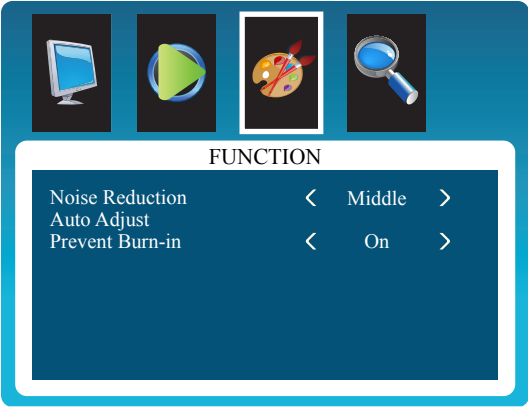 FUNCTION
Noise Reduction < Middle >
Auto Adjust
Prevent Burn-in < On >